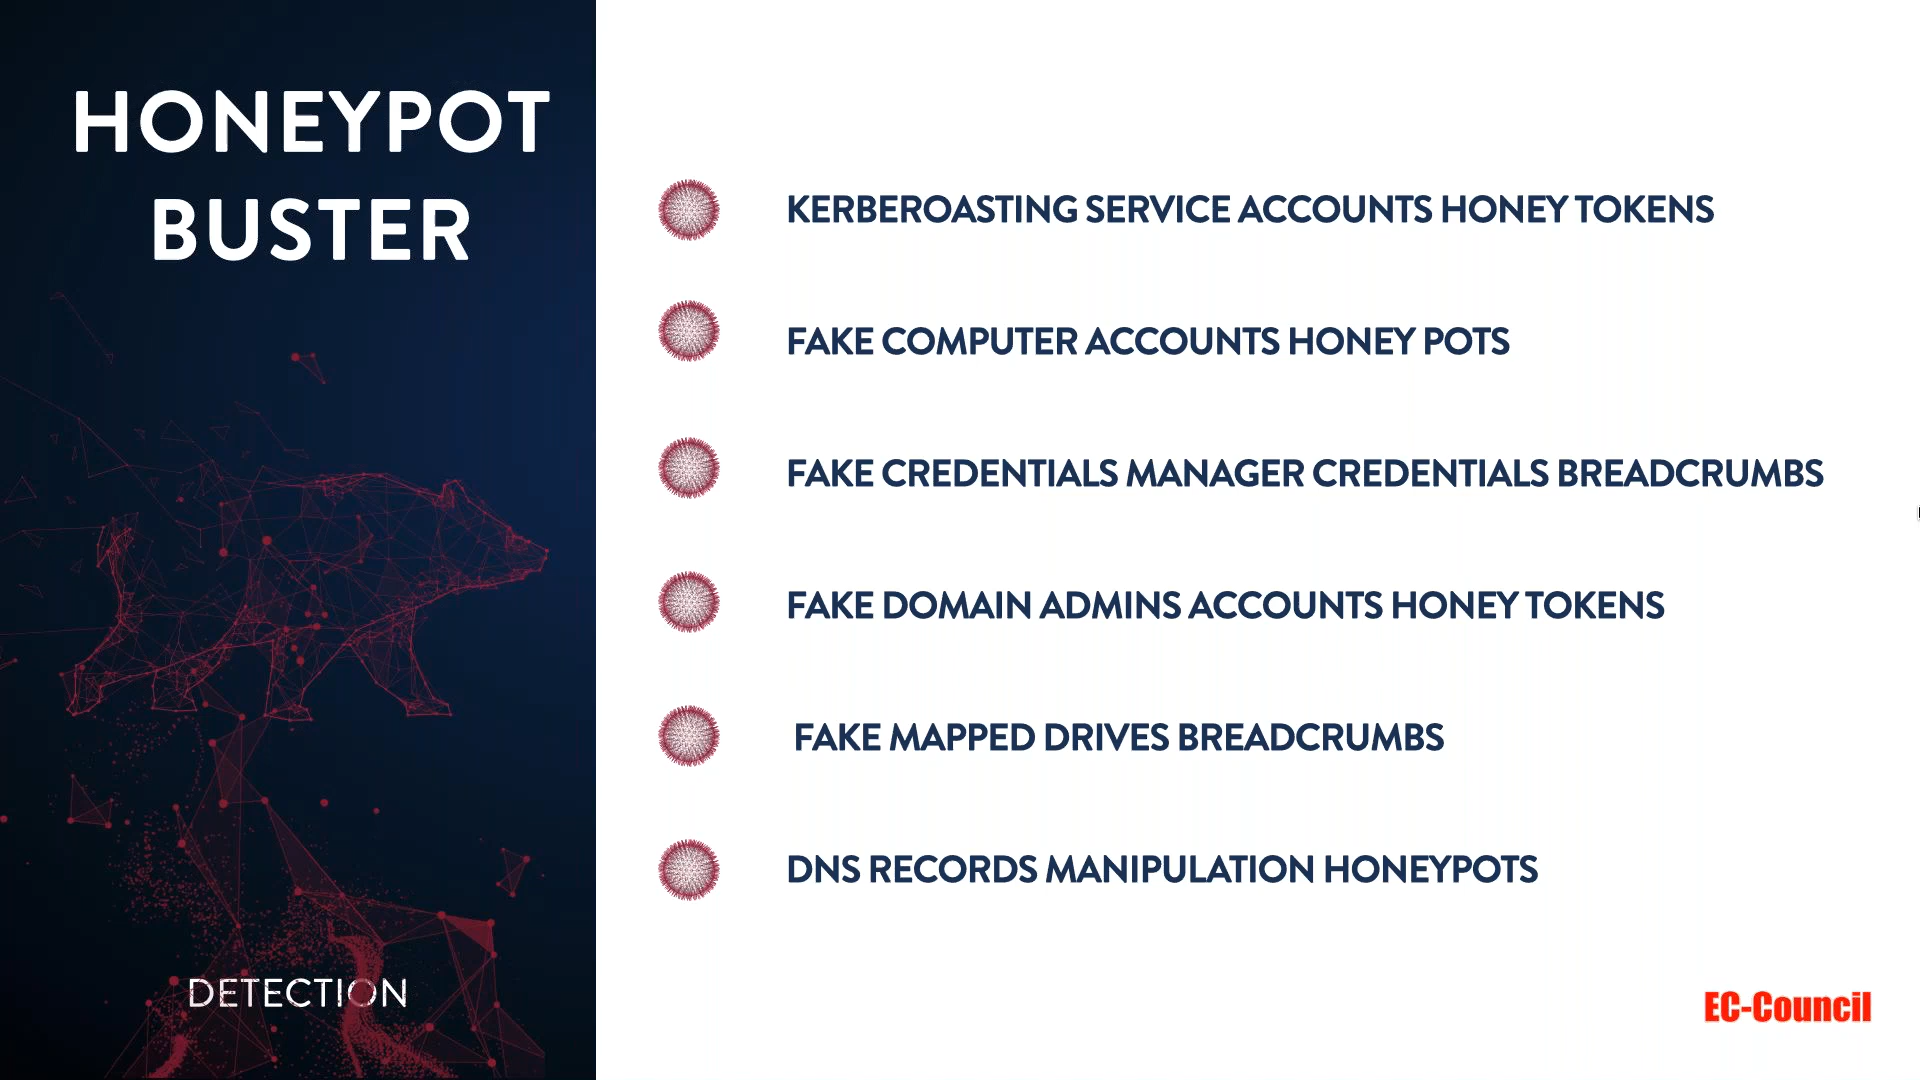 HONEYPOT
BUSTER
KERBEROASTING SERVICE ACCOUNTS HONEY TOKENS
FAKE COMPUTER ACCOUNTS HONEY POTS
FAKE CREDENTIALS MANAGER CREDENTIALS BREADCRUMBS
FAKE DOMAIN ADMINS ACCOUNTS HONEY TOKENS
FAKE MAPPED DRIVES BREADCRUMBS
DNS RECORDS MANIPULATION HONEYPOTS
DETECTION
EC-Council